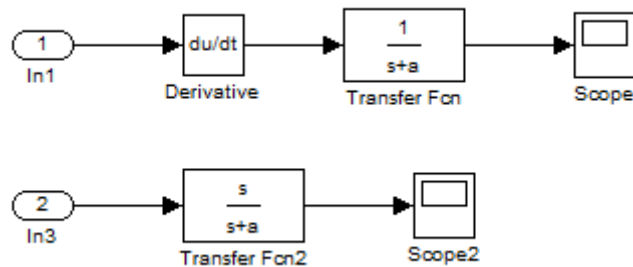 1
In1
du/dt
Derivative
1
s+a
Transfer Fcn
Scope
2
In3
s
s+a
Transfer Fcn2
Scope2